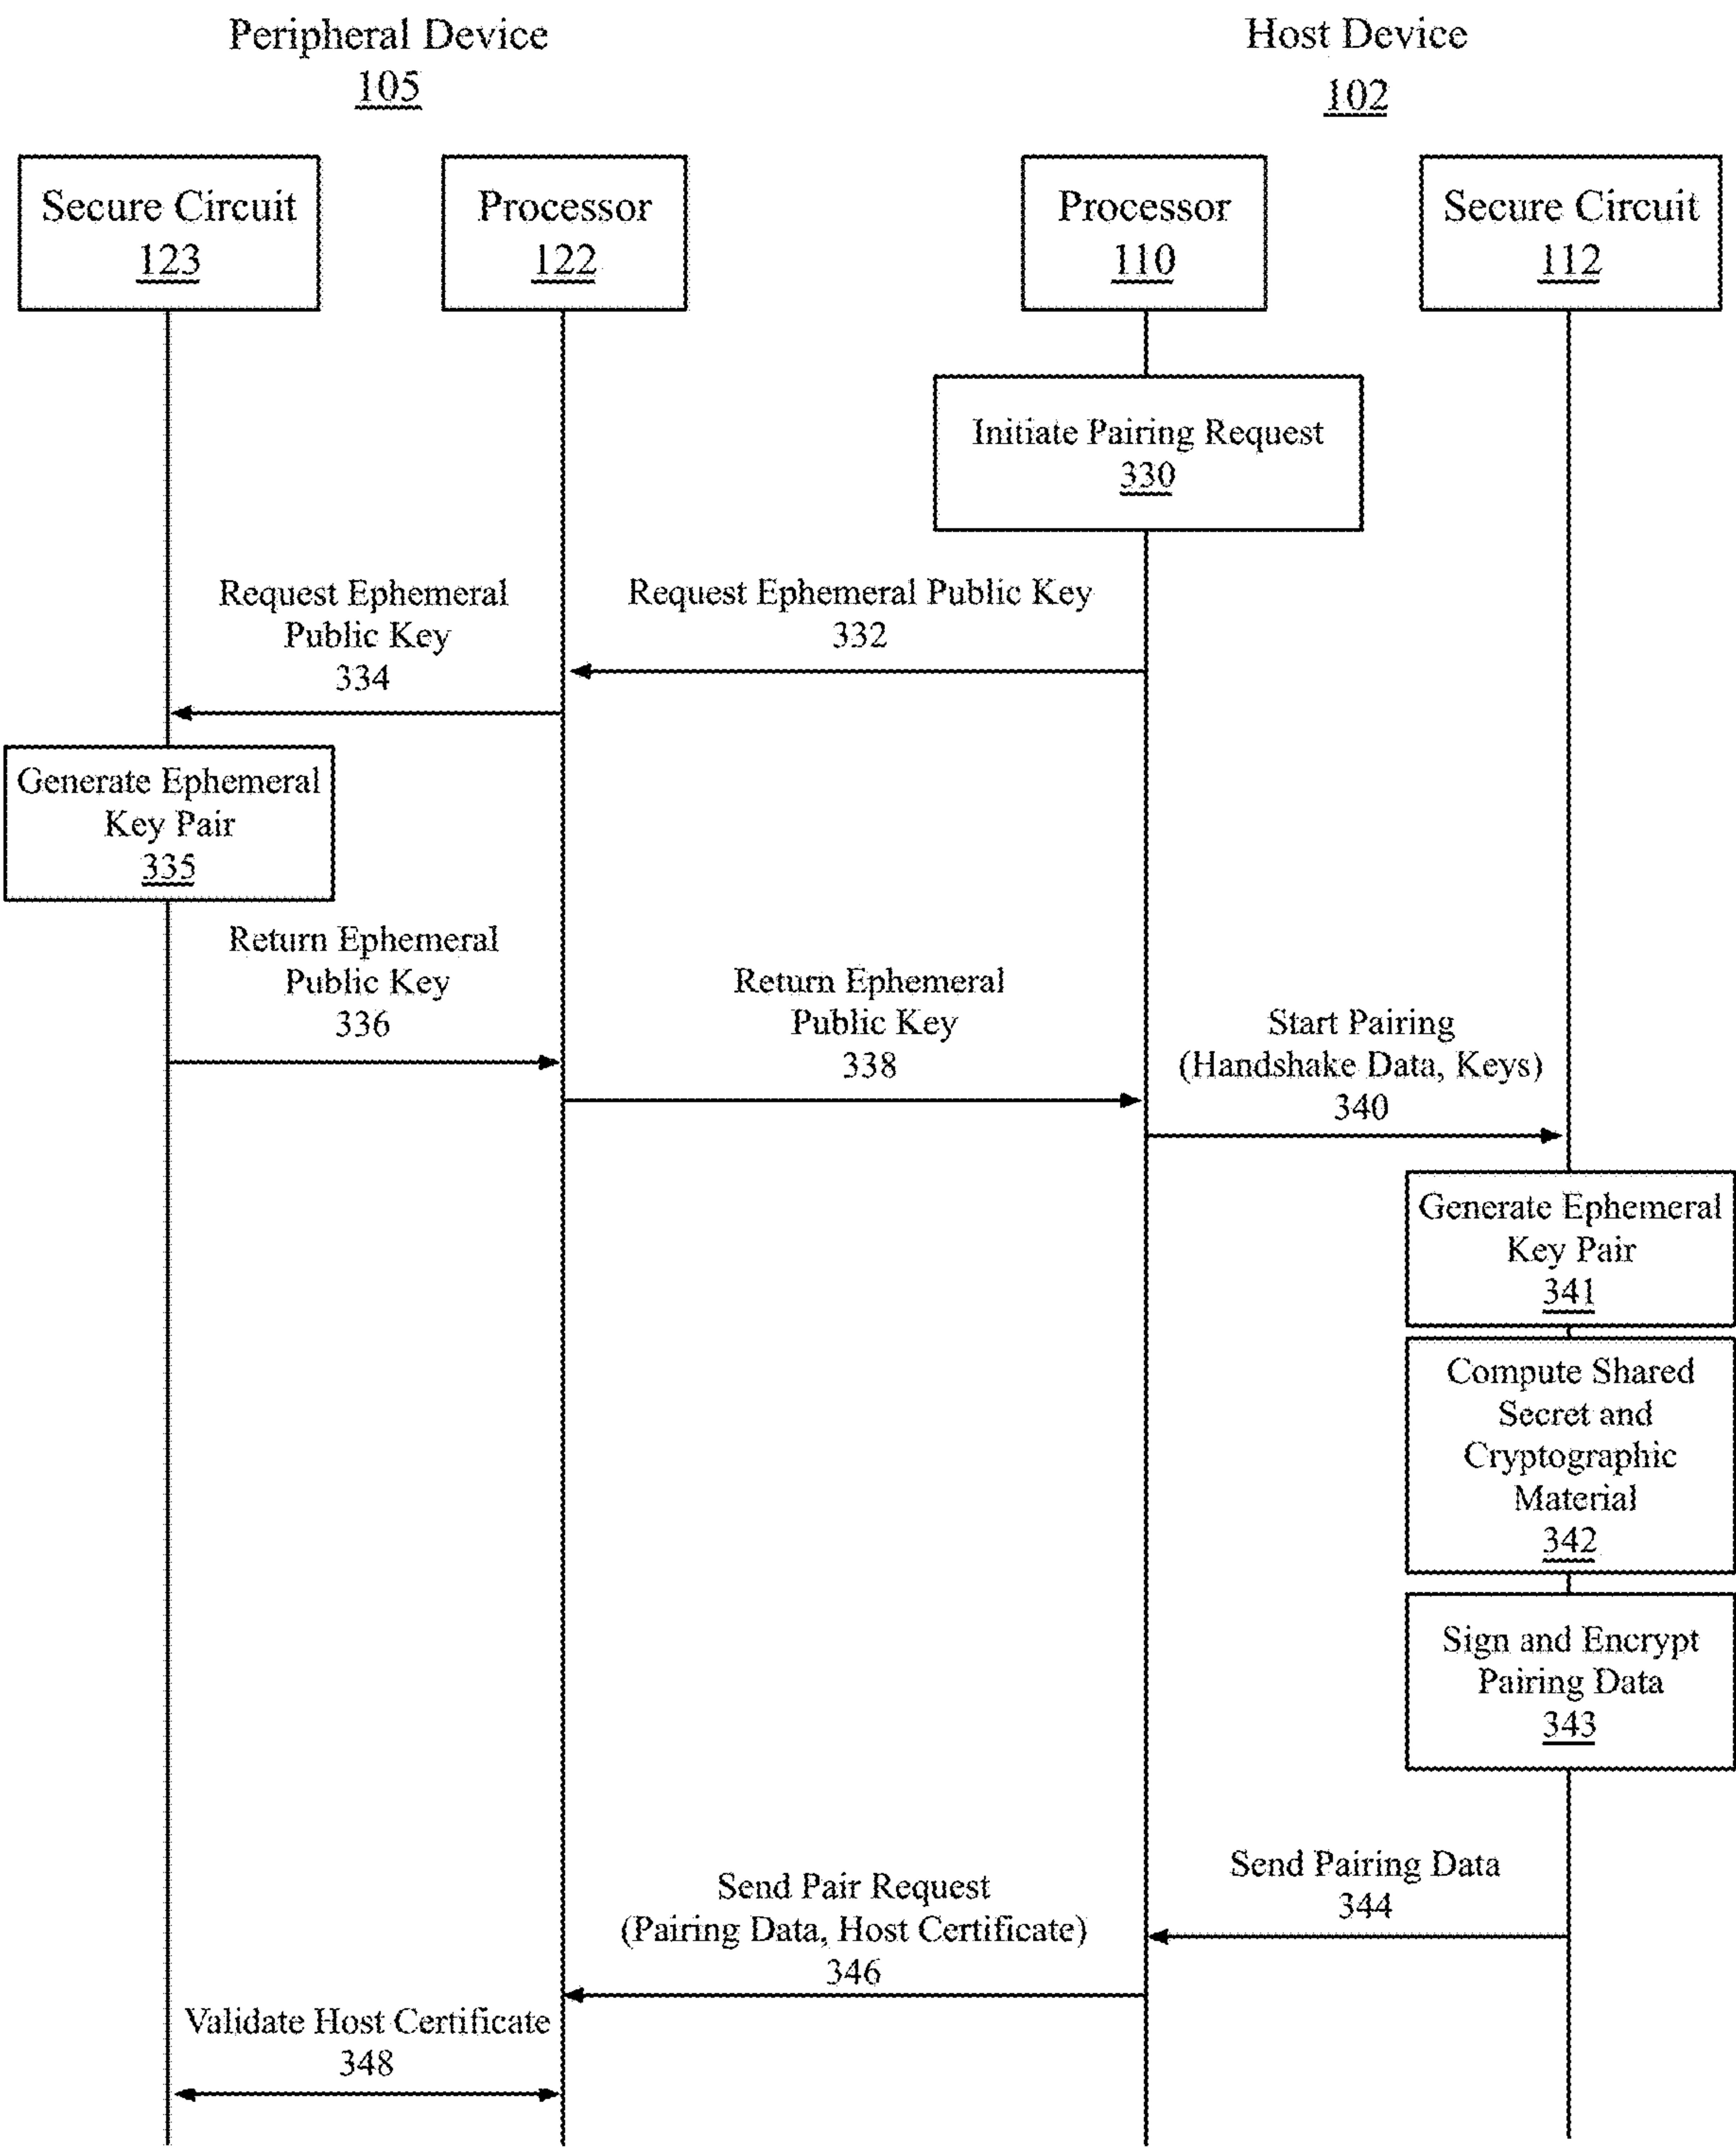 Peripheral Device
105
Host Device
102
Secure Circuit
123
Processor
122
Processor
110
Secure Circuit
112
Initiate Pairing Request
330
Request Ephemeral
Public Key
334
Request Ephemeral Public Key
332
Generate Ephemeral
Key Pair
335
Return Ephemeral
Public Key
336
Return Ephemeral
Public Key
338
Start Pairing
(Handshake Data, Keys)
340
Generate Ephemeral
Key Pair
341
Compute Shared
Secret and
Cryptographic
Material
342
Sign and Encrypt
Pairing Data
343
Send Pairing Data
344
Send Pair Request
(Pairing Data, Host Certificate)
346
Validate Host Certificate
348